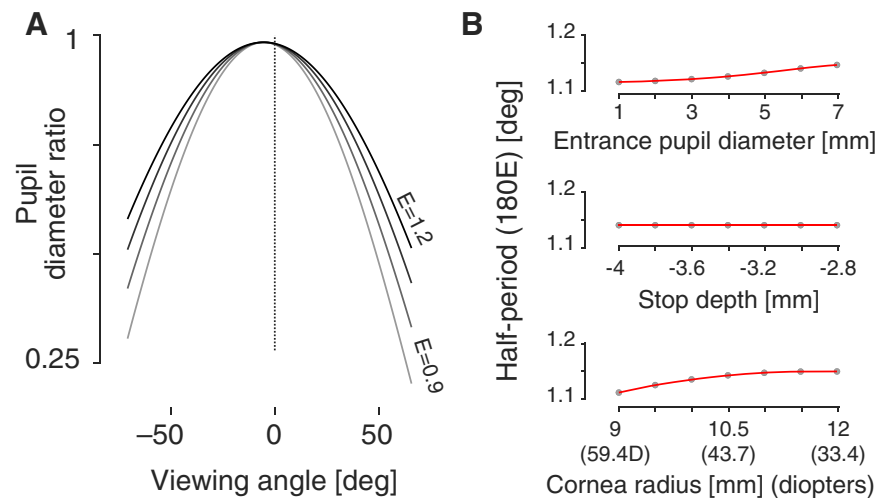 A
1
0.25
Pupil
diameter ratio
E=1.2
E=0.9
−50
0
50
Viewing angle [deg]
B
Half-period (180E) [deg]
1.2
1.1
1
3
5
7
Entrance pupil diameter [mm]
1.2
1.1
-4
-3.6
-3.2
-2.8
Stop depth [mm]
1.2
1.1
9
10.5
12
(59.4D)
(43.7)
(33.4)
Cornea radius [mm] (diopters)